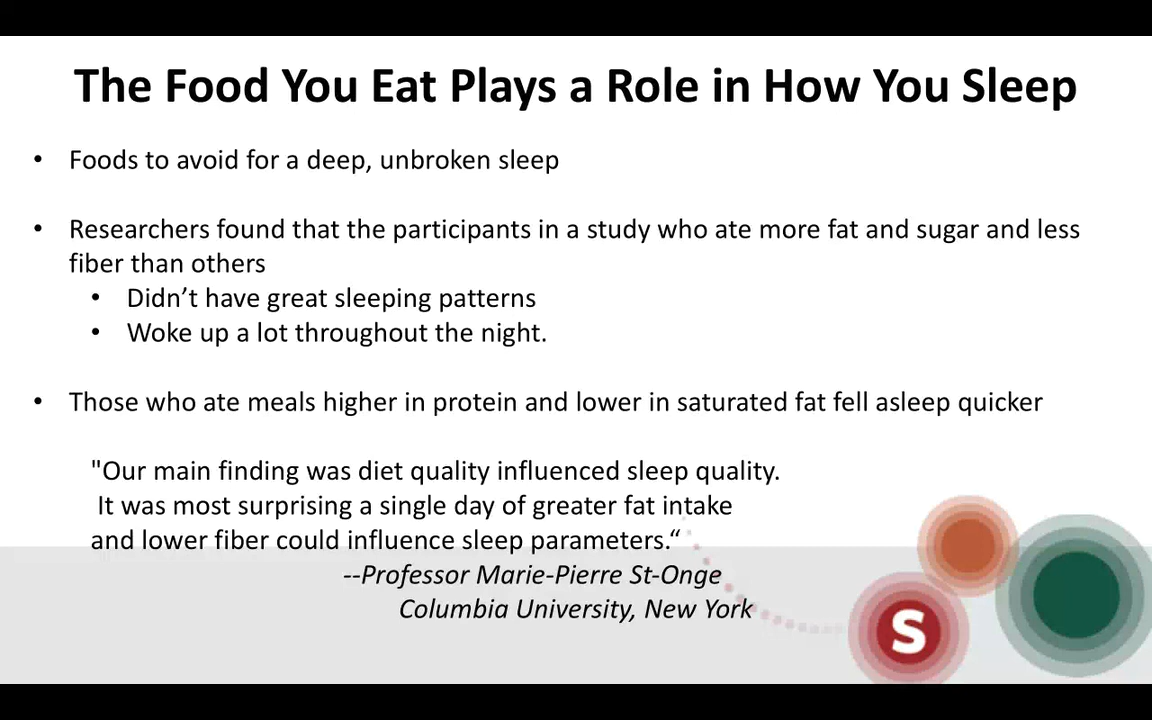 The Food You Eat Plays a Role in How You Sleep
• Foods to avoid for a deep, unbroken sleep
• Researchers found that the participants in a study who ate more fat and sugar and less
fiber than others
• Didn’t have great sleeping patterns
• Woke up a lot throughout the night.
• Those who ate meals higher in protein and lower in saturated fat fell asleep quicker
"Our main finding was diet quality influenced sleep quality.
It was most surprising a single day of greater fat intake
and lower fiber could influence sleep parameters.“
--Professor Marie-Pierre St-Onge
Columbia University, New York
S